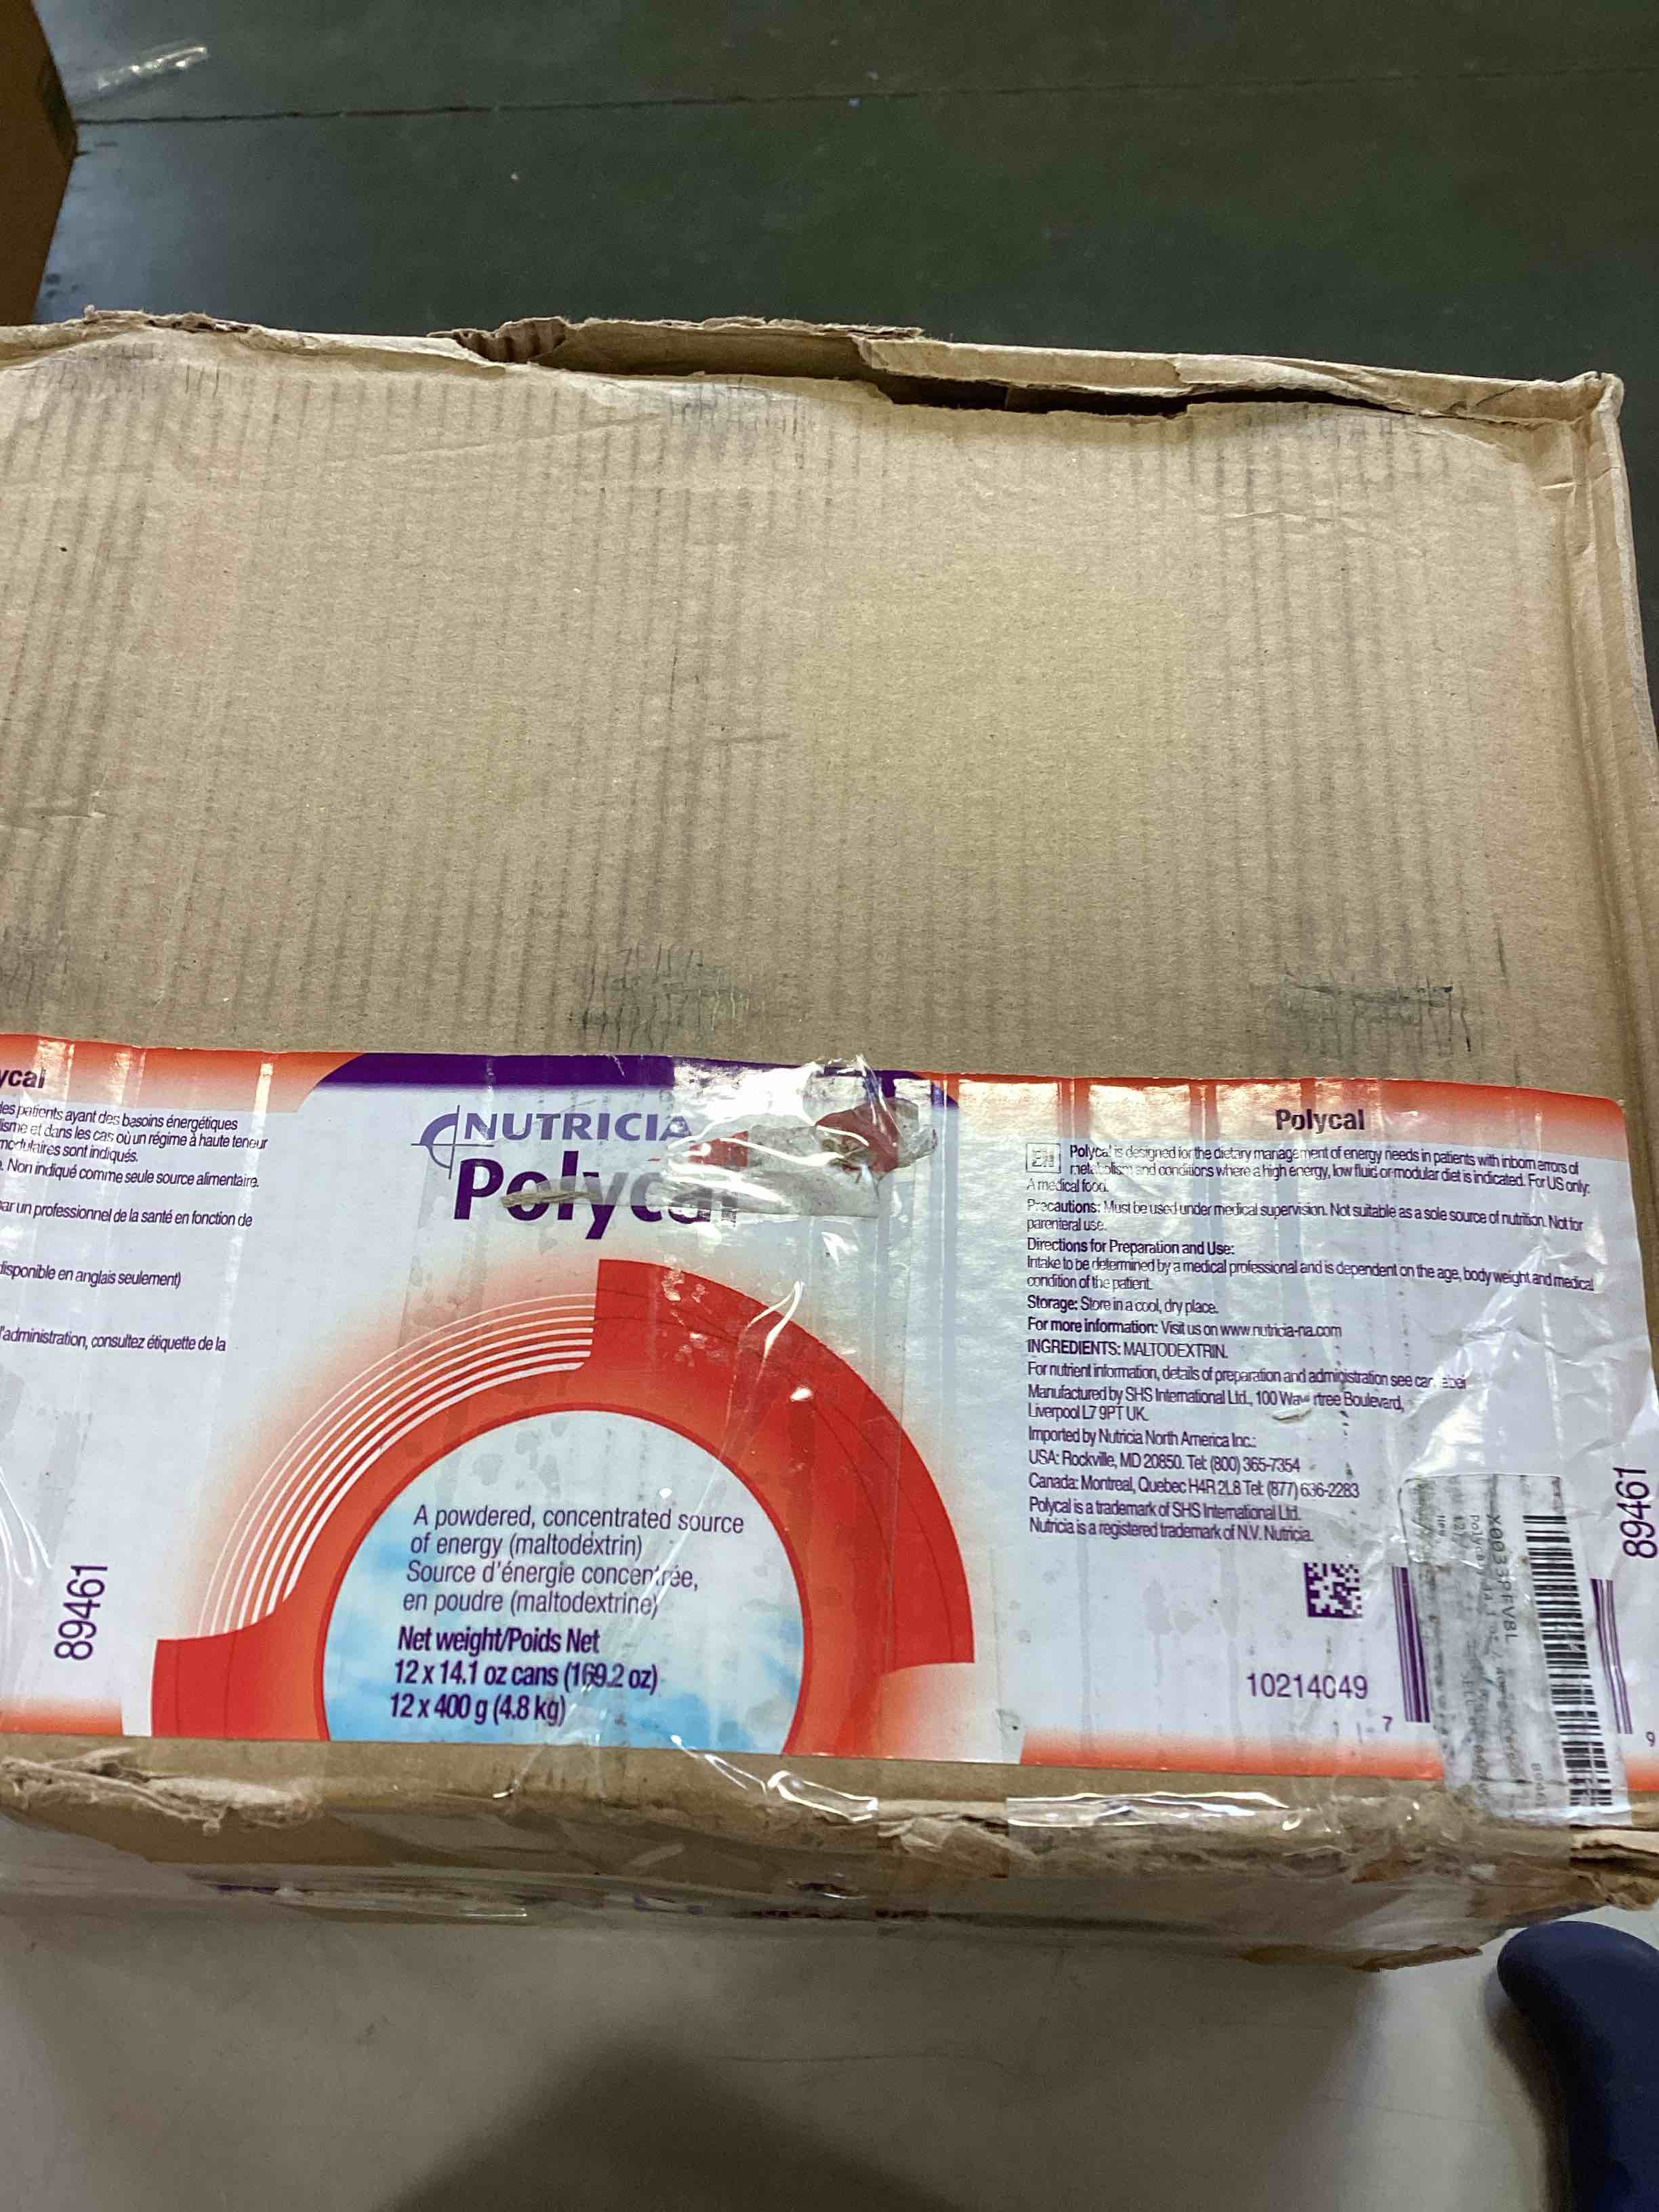 ycal
les patients ayant des besoins énergétiques
lisme et dans les cas où un régime à haute teneur
modulaires sont indiqués.
. Non indiqué comme seule source alimentaire.
par un professionnel de la santé en fonction de
disponible en anglais seulement)
l'administration, consultez étiquette de la
89461
NUTRICIA
Polycal
A powdered, concentrated source
of energy (maltodextrin)
Source d'énergie concentrée,
en poudre (maltodextrine)
Net weight/Poids Net
12 x 14.1 oz cans (169.2 oz)
12 x 400 g (4.8 kg)
Polycal
Polycal is designed for the dietary management of energy needs in patients with inborn errors of
metabolism and conditions where a high energy, low fluid or modular diet is indicated. For US only:
A medical food.
Precautions: Must be used under medical supervision. Not suitable as a sole source of nutrition. Not for
parenteral use.
Directions for Preparation and Use:
Intake to be determined by a medical professional and is dependent on the age, body weight and medical
condition of the patient.
Storage: Store in a cool, dry place.
For more information: Visit us on www.nutricia-na.com
INGREDIENTS: MALTODEXTRIN.
For nutrient information, details of preparation and administration see can label
Manufactured by SHS International Ltd., 100 Wavertree Boulevard,
Liverpool L7 9PT UK.
Imported by Nutricia North America Inc.:
USA: Rockville, MD 20850. Tel: (800) 365-7354
Canada: Montreal, Quebec H4R 2L8 Tel: (877) 636-2283
Polycal is a trademark of SHS International Ltd.
Nutricia is a registered trademark of N.V. Nutricia.
10214049
7
9
X0033PFVBL
New
89461